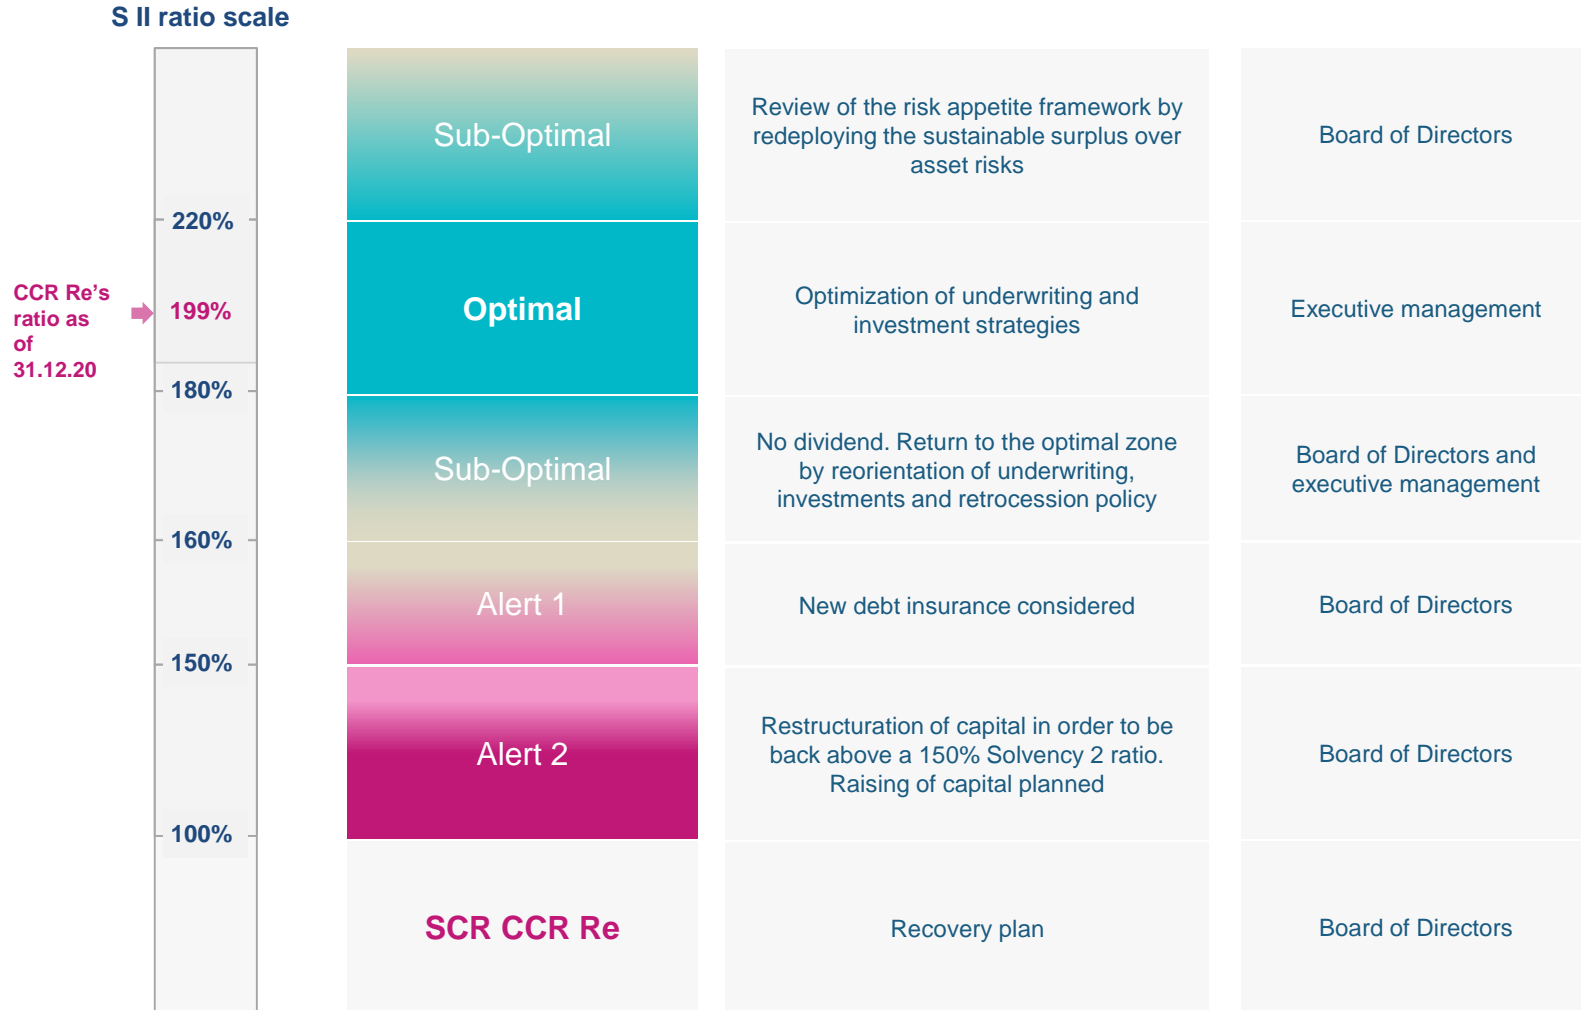 S II ratio scale
Sub-Optimal
Review of the risk appetite framework by
redeploying the sustainable surplus over
asset risks
Board of Directors
220%
CCR Re's
ratio as
of
31.12.20
199%
Optimal
Optimization of underwriting and
investment strategies
Executive management
180%
Sub-Optimal
No dividend. Return to the optimal zone
by reorientation of underwriting,
investments and retrocession policy
Board of Directors and
executive management
160%
Alert 1
New debt insurance considered
Board of Directors
150%
Alert 2
Restructuration of capital in order to be
back above a 150% Solvency 2 ratio.
Raising of capital planned
Board of Directors
100%
SCR CCR Re
Recovery plan
Board of Directors